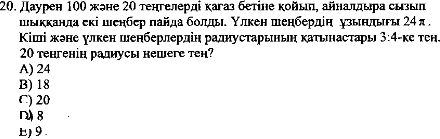 20. Даурен 100 және 20 теңгелерді қағаз бетіне қойып, айналдыра сызып
шыққанда екі шеңбер пайда болды. Үлкен шеңбердің ұзындығы 24 π .
Кіші және үлкен шеңберлердің радиустарының қатынастары 3:4-ке тең.
20 теңгенің радиусы нешеге тең?
A) 24
B) 18
C) 20
D) 8
E) 9